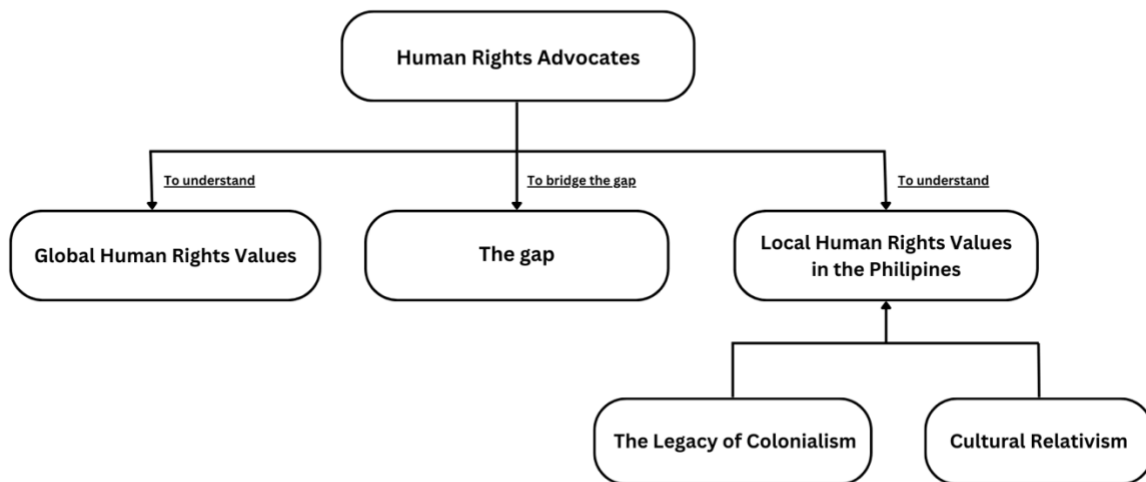 Human Rights Advocates
To understand
To bridge the gap
To understand
Global Human Rights Values
The gap
Local Human Rights Values
in the Philipines
The Legacy of Colonialism
Cultural Relativism